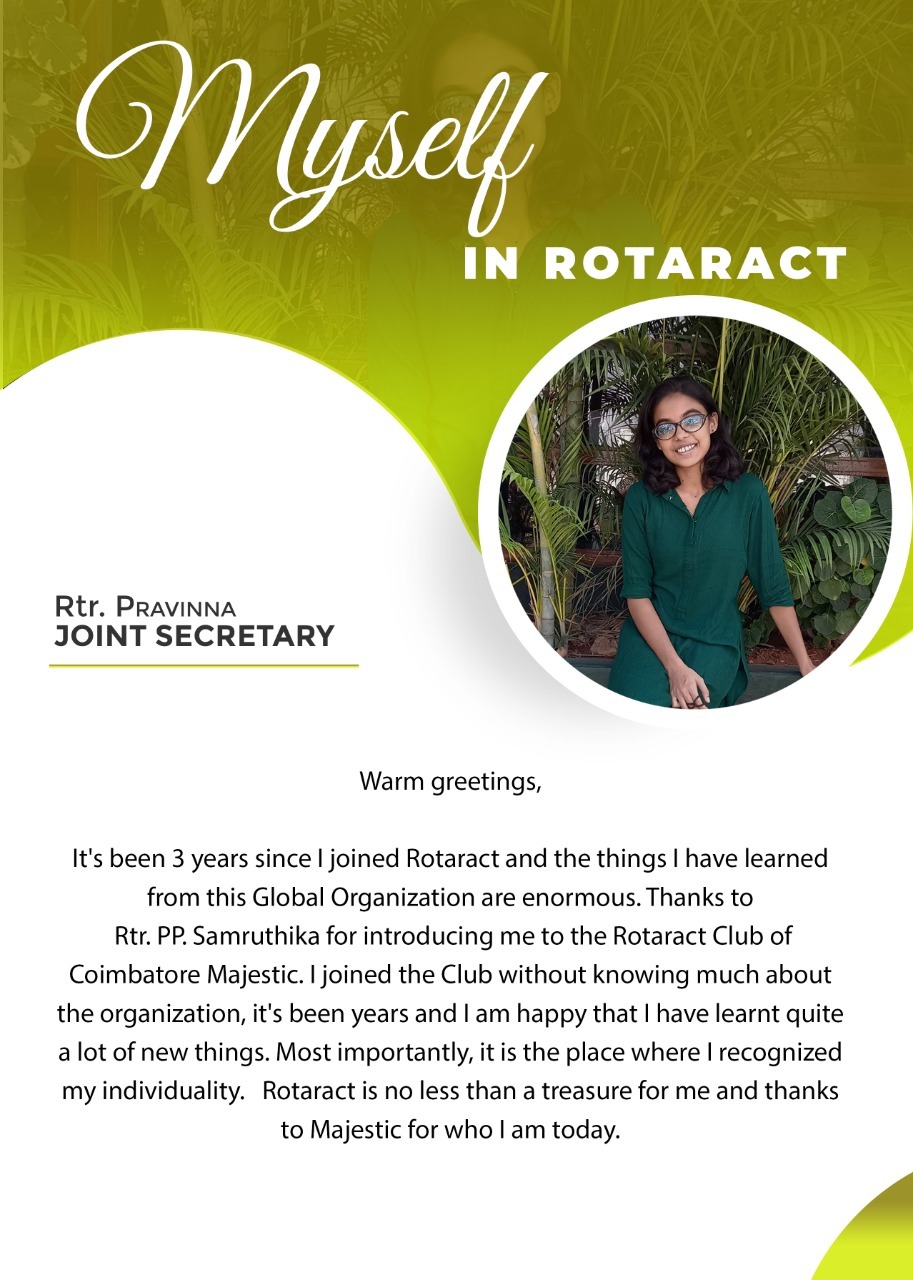 Myself
IN ROTARACT
Rtr. PRAVINNA
JOINT SECRETARY
Warm greetings,
It's been 3 years since I joined Rotaract and the things I have learned
from this Global Organization are enormous. Thanks to
Rtr. PP. Samruthika for introducing me to the Rotaract Club of
Coimbatore Majestic. I joined the Club without knowing much about
the organization, it's been years and I am happy that I have learnt quite
a lot of new things. Most importantly, it is the place where I recognized
my individuality.   Rotaract is no less than a treasure for me and thanks
to Majestic for who I am today.